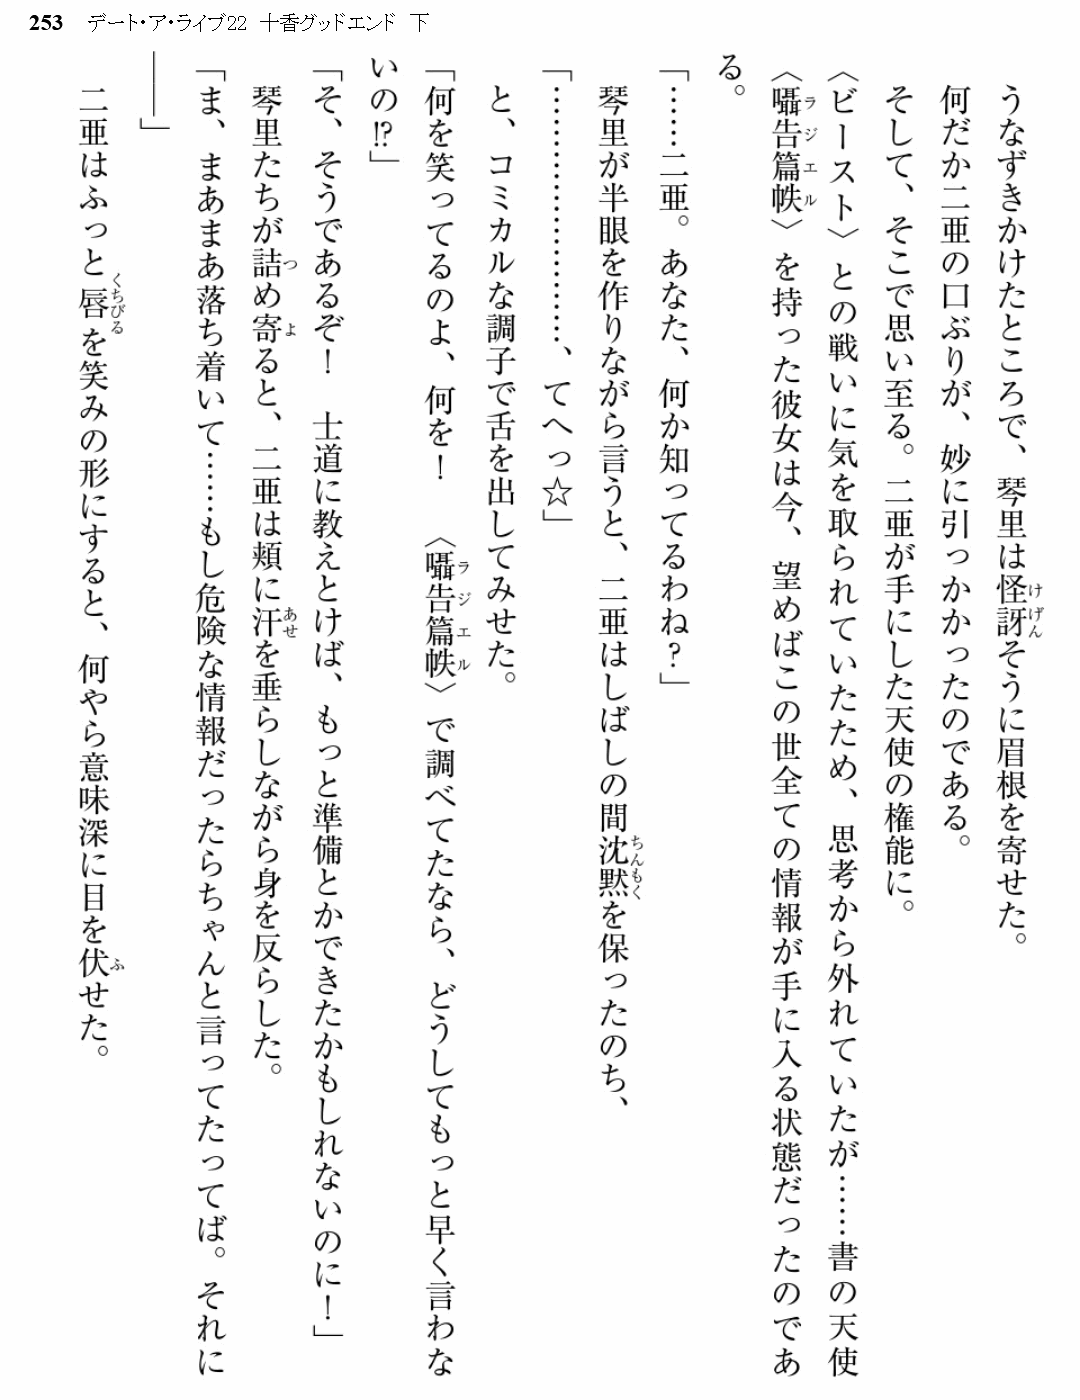 253 デート・ア・ライブ22 十香グッドエンド 下
うなずきかけたところで、琴里は怪訝そうに眉根を寄せた。
何だか二亜の口ぶりが、妙に引っかかったのである。
そして、そこで思い至る。二亜が手にした天使の権能に。
〈ビースト〉との戦いに気を取られていたため、思考から外れていたが……書の天使
〈囁告篇帙〉を持った彼女は今、望めばこの世全ての情報が手に入る状態だったのであ
る。
「……二亜。あなた、何か知ってるわね？」
琴里が半眼を作りながら言うと、二亜はしばしの間沈黙を保ったのち、
「……………………、てへっ☆」
と、コミカルな調子で舌を出してみせた。
「何を笑ってるのよ、何を！　〈囁告篇帙〉で調べてたなら、どうしてもっと早く言わな
いの!?」
「そ、そうであるぞ！　士道に教えとけば、もっと準備とかできたかもしれないのに！」
琴里たちが詰め寄ると、二亜は頬に汗を垂らしながら身を反らした。
「ま、まあまあ落ち着いて……もし危険な情報だったらちゃんと言ってたってば。それに
――」
二亜はふっと唇を笑みの形にすると、何やら意味深に目を伏せた。